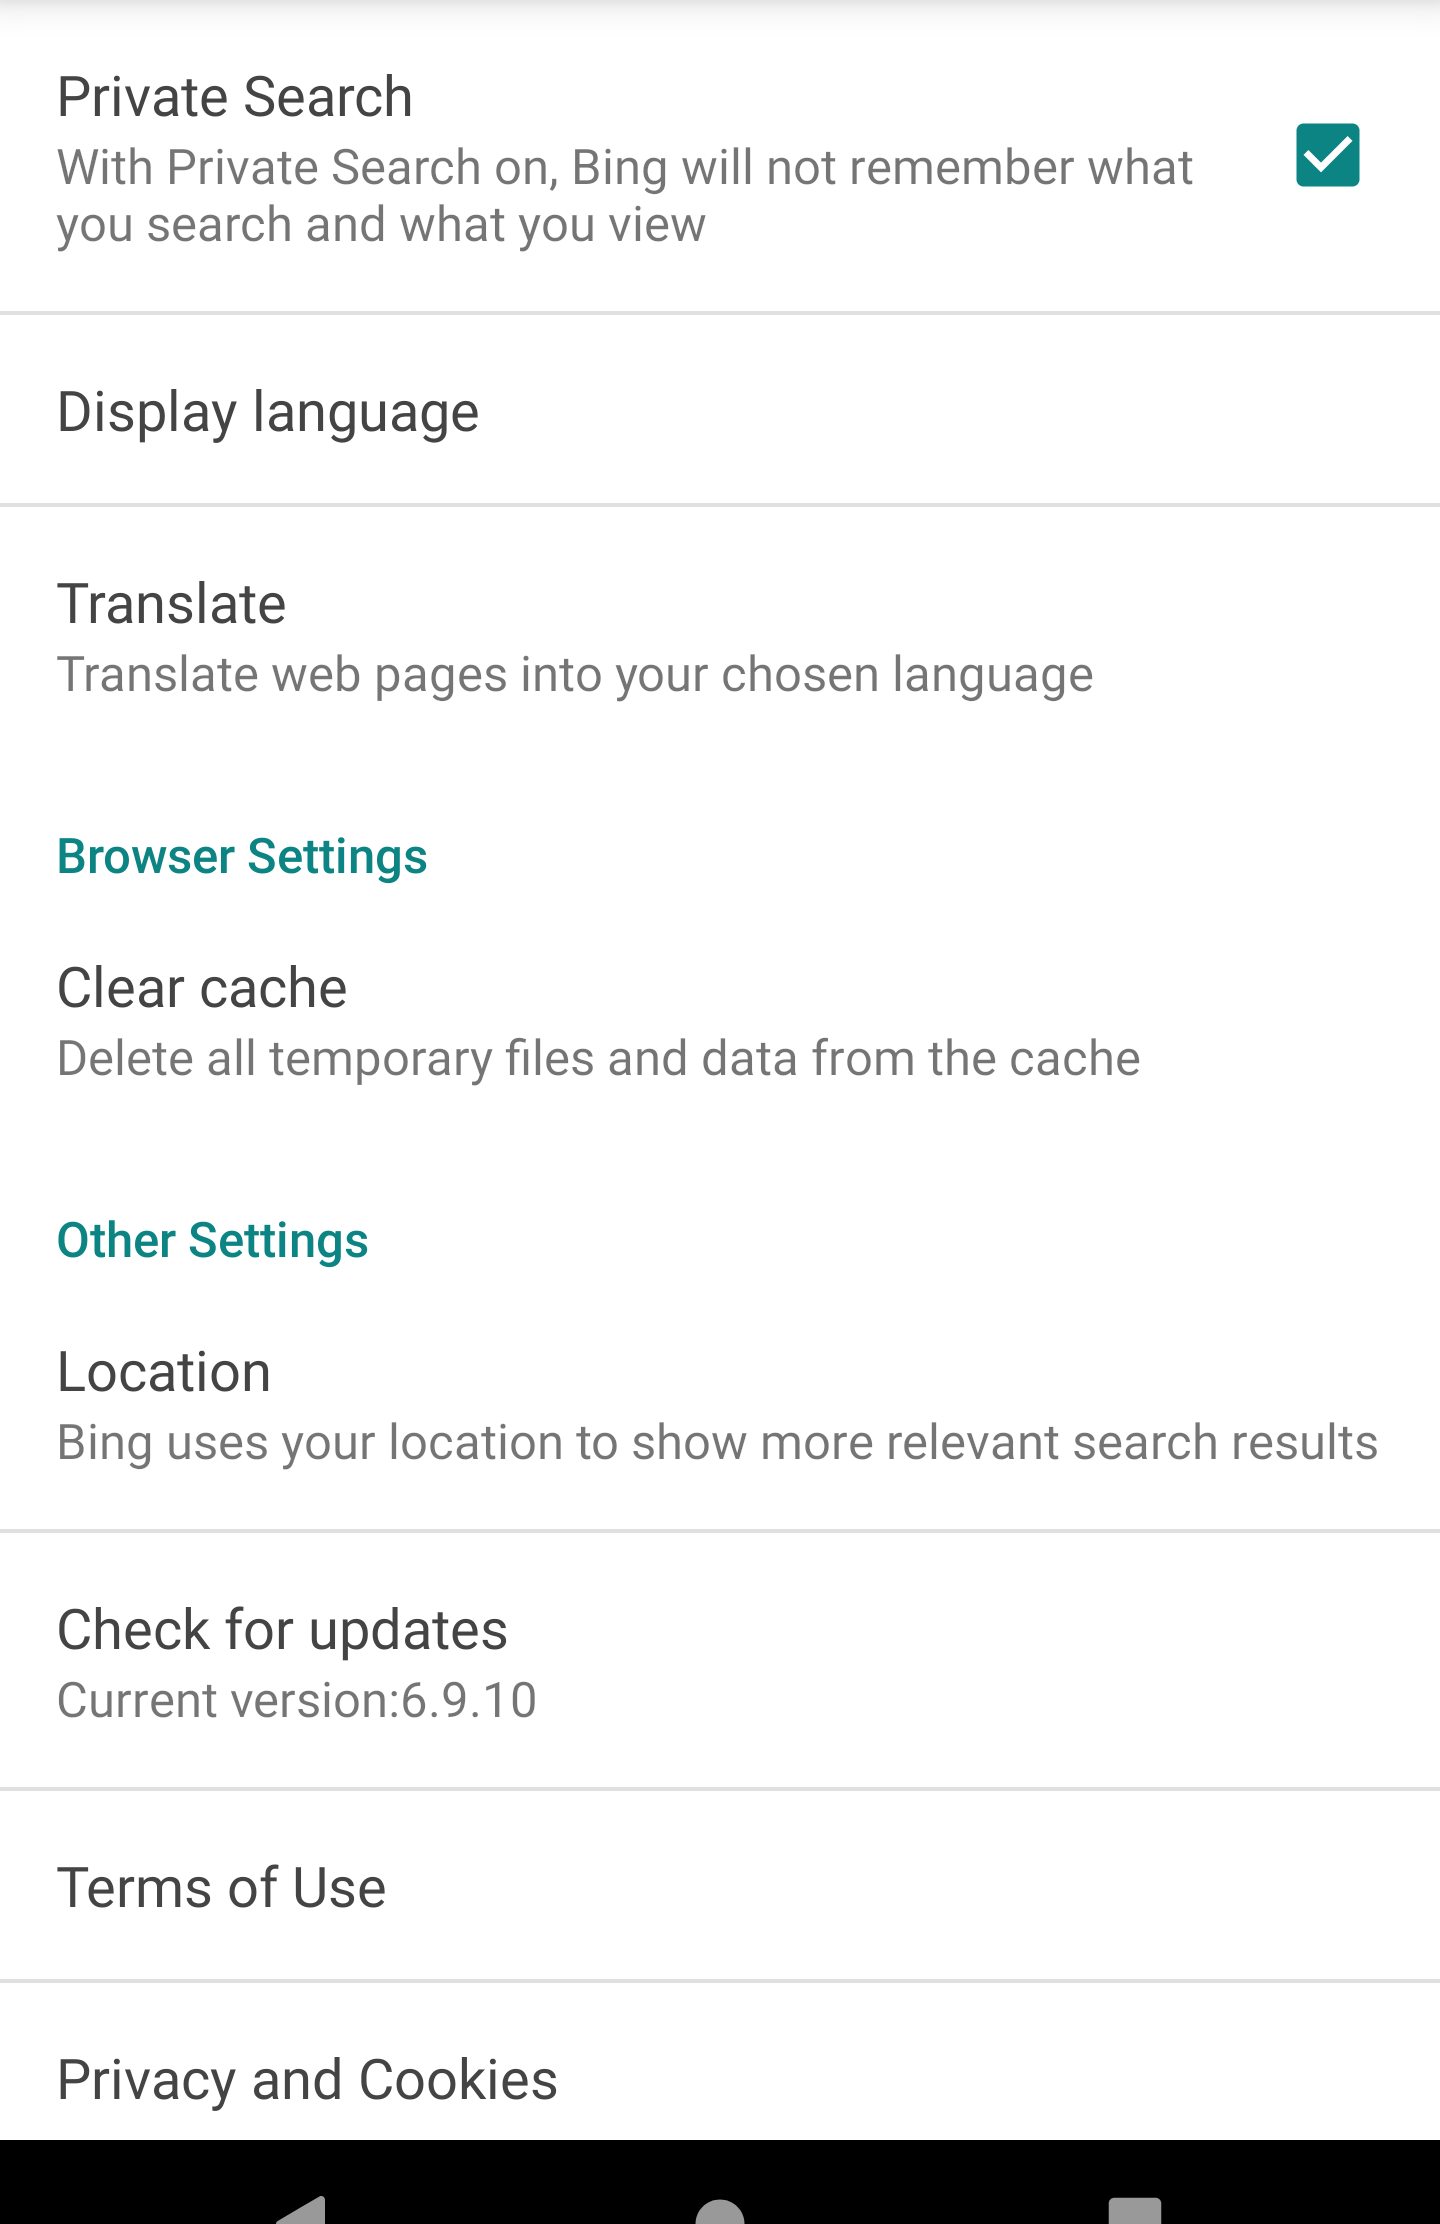 Private Search
With Private Search on, Bing will not remember what
you search and what you view
Display language
Translate
Translate web pages into your chosen language
Browser Settings
Clear cache
Delete all temporary files and data from the cache
Other Settings
Location
Bing uses your location to show more relevant search results
Check for updates
Current version:6.9.10
Terms of Use
Privacy and Cookies